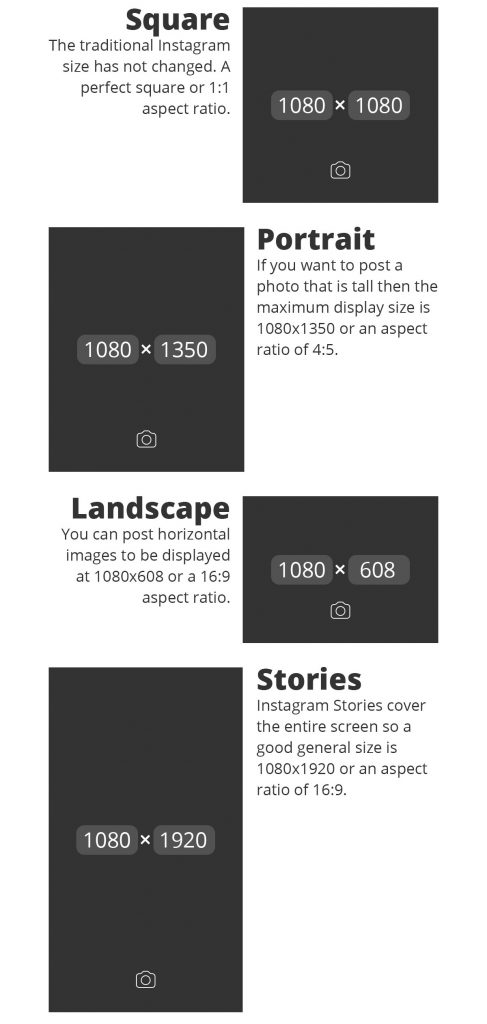 Square
The traditional Instagram
size has not changed. A
perfect square or 1:1
aspect ratio.
1080 × 1080
Portrait
If you want to post a
photo that is tall then the
maximum display size is
1080x1350 or an aspect
ratio of 4:5.
1080 × 1350
Landscape
You can post horizontal
images to be displayed
at 1080x608 or a 16:9
aspect ratio.
1080 × 608
Stories
Instagram Stories cover
the entire screen so a
good general size is
1080x1920 or an aspect
ratio of 16:9.
1080 × 1920